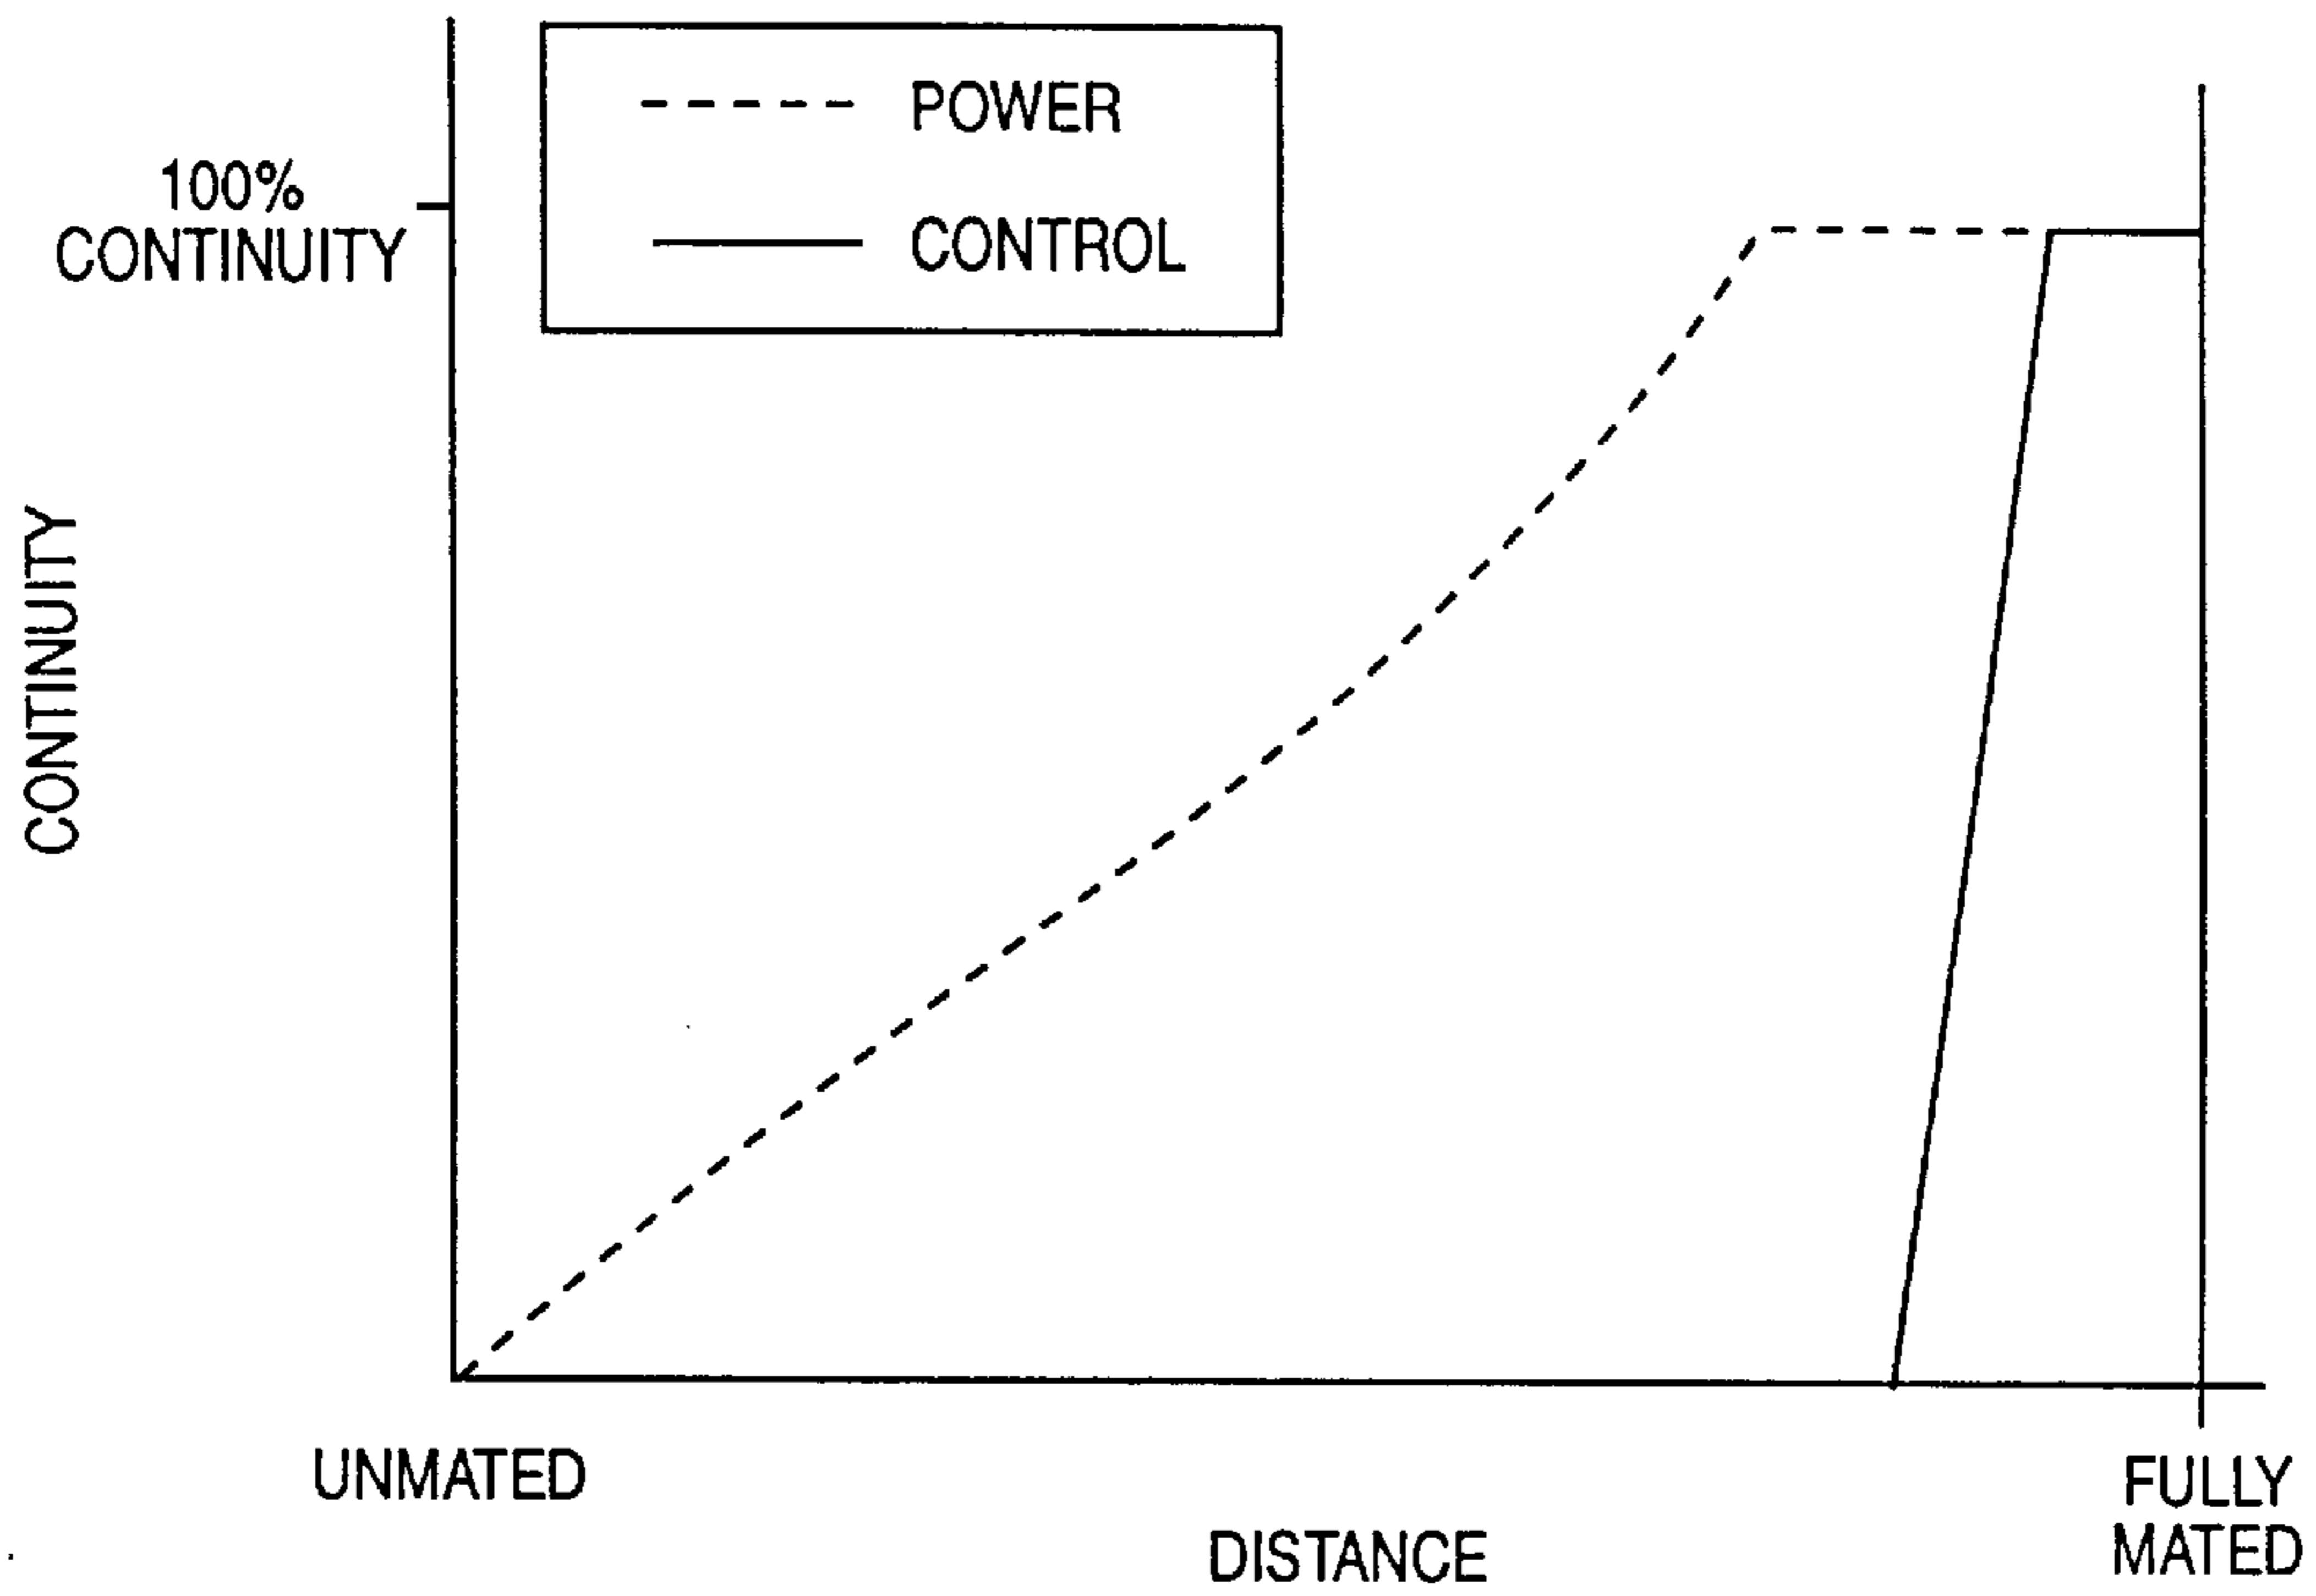 POWER
CONTROL
100%
CONTINUITY
CONTINUITY
UNMATED
FULLY
MATED
DISTANCE